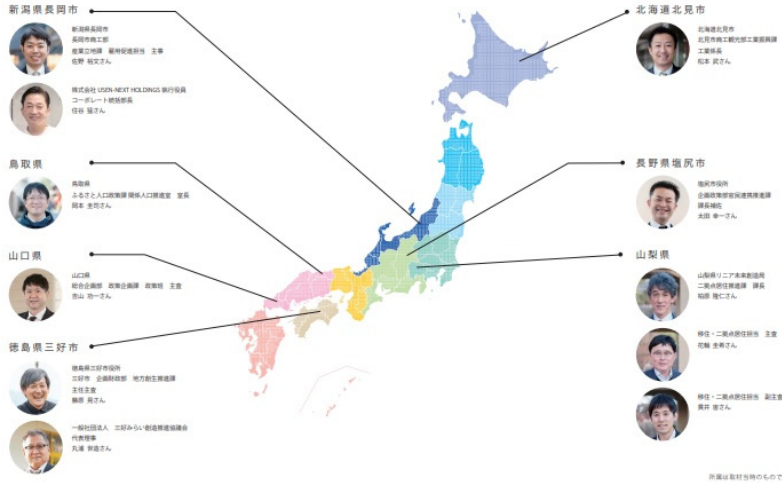 新潟県長岡市
新潟県長岡市
長岡市商工部
産業立地課　雇用促進担当　主事
佐野 裕文さん
株式会社 USEN-NEXT HOLDINGS 執行役員
コーポレート統括部長
住谷 猛さん
鳥取県
鳥取県
ふるさと人口政策課 関係人口推進室　室長
岡本 圭司さん
山口県
山口県
総合企画部　政策企画課　政策班　主査
吉山 功一さん
徳島県三好市
徳島県三好市役所
三好市　企画財政部　地方創生推進課
主任主査
勝原 晃さん
一般社団法人　三好みらい創造推進協議会
代表理事
丸浦 世造さん
北海道北見市
北海道北見市
北見市商工観光部工業振興課
工業係長
松本 武さん
長野県塩尻市
塩尻市役所
企画政策部官民連携推進課
課長補佐
太田 幸一さん
山梨県
山梨県リニア未来創造局
二拠点居住推進課　課長
柏原 隆仁さん
移住・二拠点居住担当　主査
花輪 圭希さん
移住・二拠点居住担当　副主査
貫井 宙さん
所属は取材当時のもので